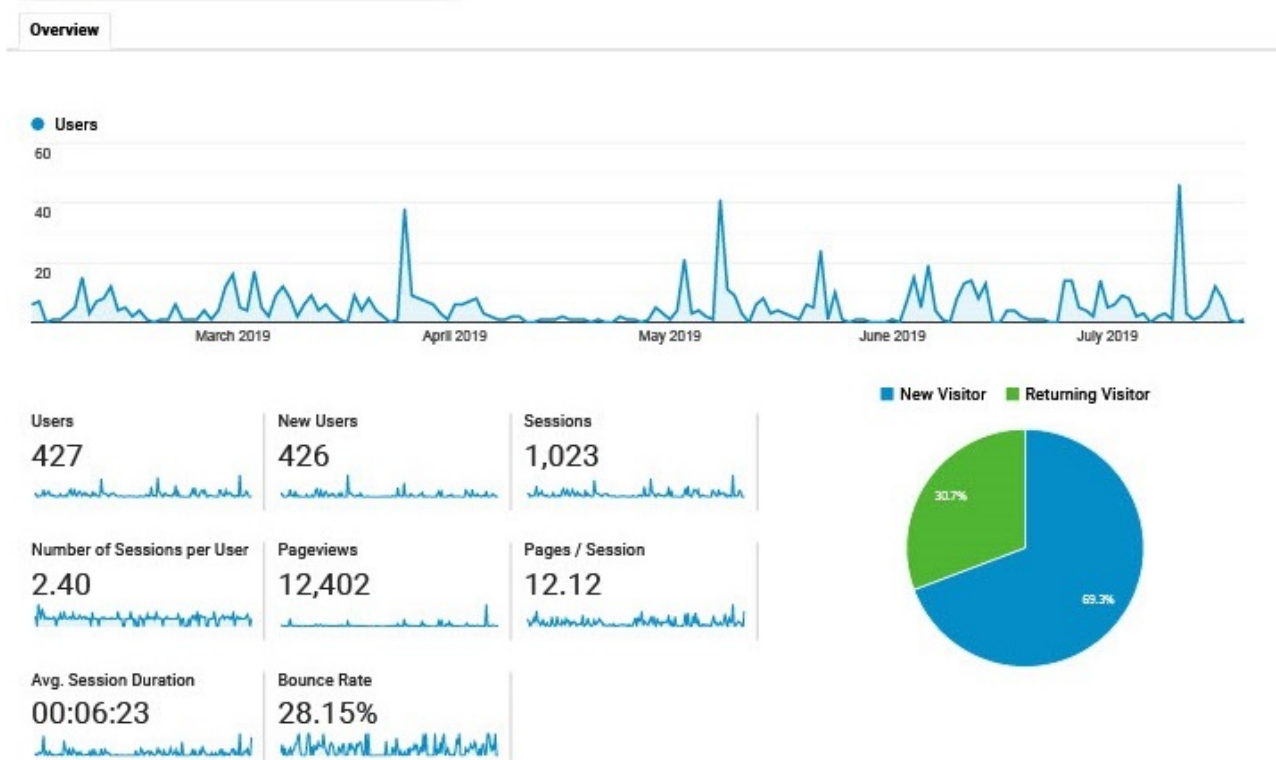 Overview
Users
60
40
20
March 2019 April 2019 May 2019 June 2019 July 2019
New Visitor Returning Visitor
Users New Users Sessions
427 426 1,023
30.7%
Number of Sessions per User Pageviews Pages / Session
2.40 12,402 12.12
69.3%
Avg. Session Duration Bounce Rate
00:06:23 28.15%